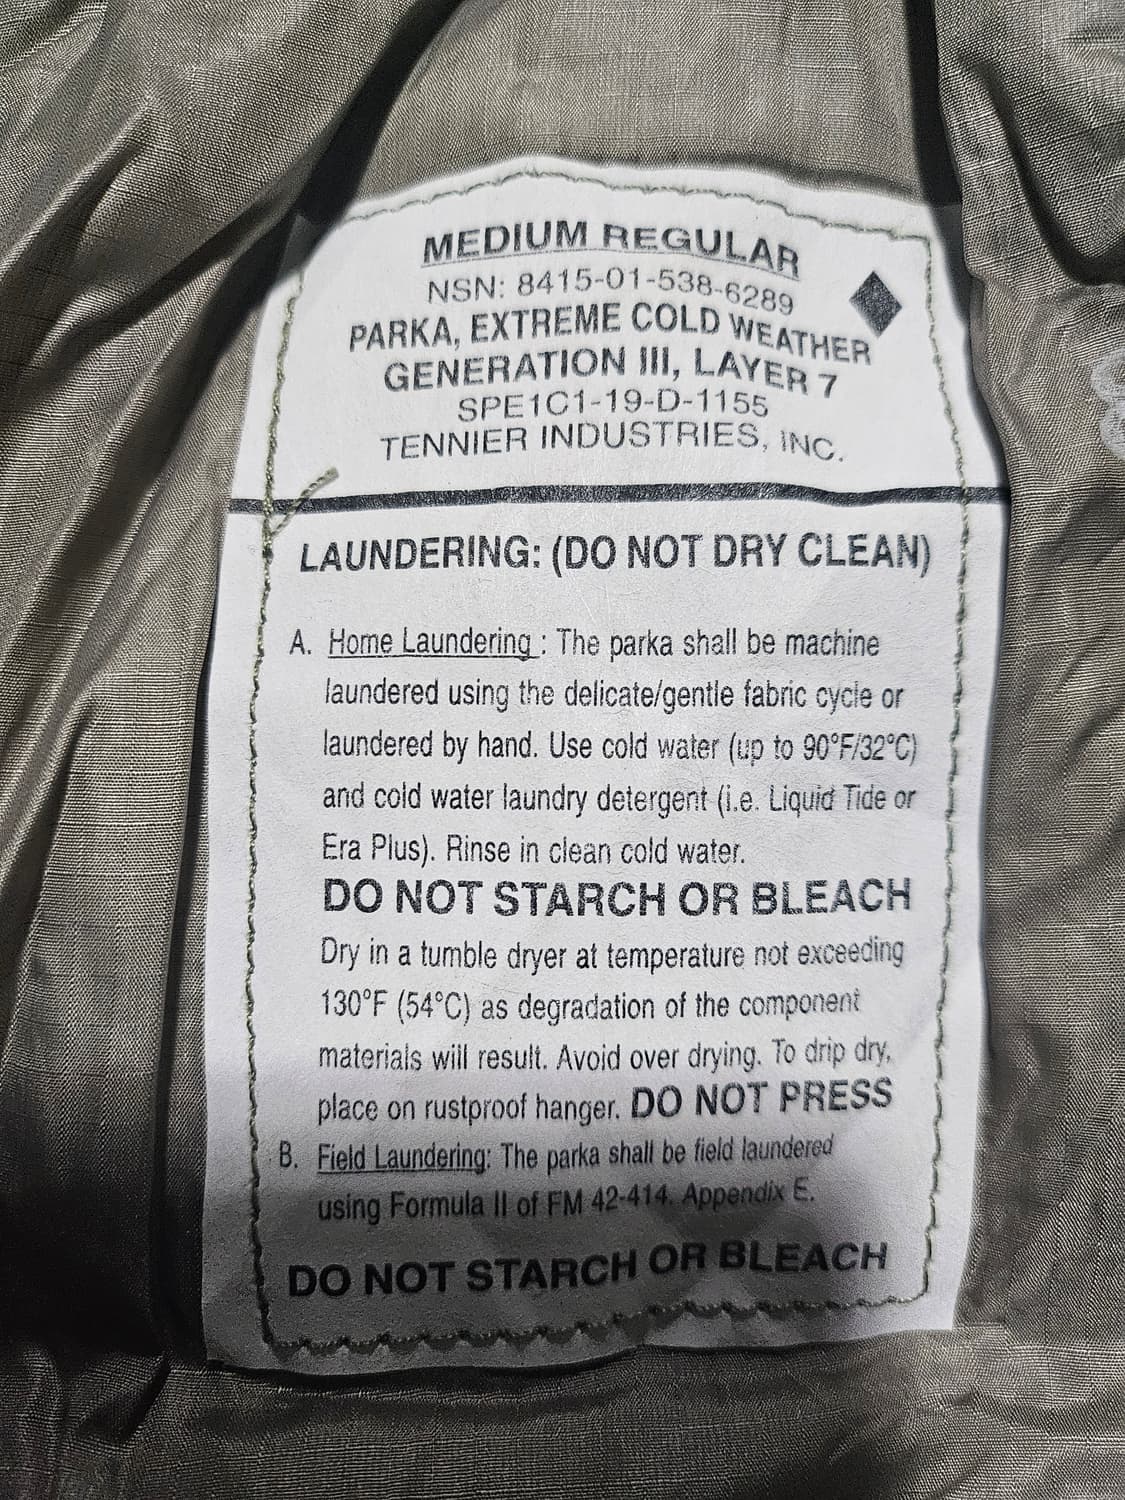 MEDIUM REGULAR
NSN: 8415-01-538-6289
PARKA, EXTREME COLD WEATHER
GENERATION III, LAYER 7
SPE1C1-19-D-1155
TENNIER INDUSTRIES, INC.
LAUNDERING: (DO NOT DRY CLEAN)
A. Home Laundering : The parka shall be machine
laundered using the delicate/gentle fabric cycle or
laundered by hand. Use cold water (up to 90°F/32°C)
and cold water laundry detergent (i.e. Liquid Tide or
Era Plus). Rinse in clean cold water.
DO NOT STARCH OR BLEACH
Dry in a tumble dryer at temperature not exceeding
130°F (54°C) as degradation of the component
materials will result. Avoid over drying. To drip dry,
place on rustproof hanger. DO NOT PRESS
B. Field Laundering: The parka shall be field laundered
using Formula II of FM 42-414. Appendix E.
DO NOT STARCH OR BLEACH